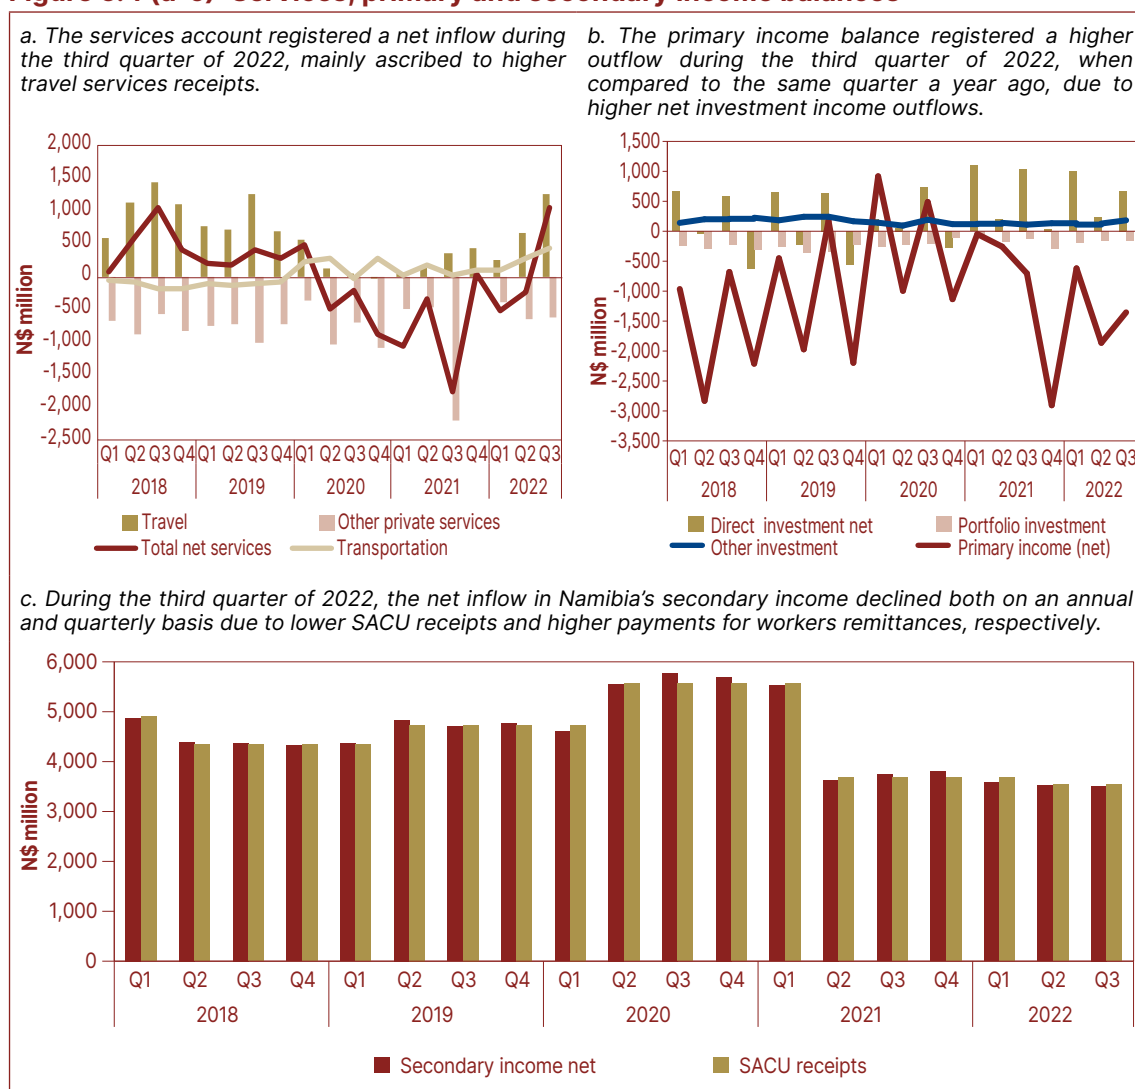 a. The services account registered a net inflow during
the third quarter of 2022, mainly ascribed to higher
travel services receipts.
2,000
1,500
1,000
500
0
-500
-1,000
-1,500
-2,000
-2,500
N$ million
Q1 Q2 Q3 Q4 Q1 Q2 Q3 Q4 Q1 Q2 Q3 Q4 Q1 Q2 Q3 Q4 Q1 Q2 Q3
2018 2019 2020 2021 2022
Travel Other private services
Total net services Transportation
b. The primary income balance registered a higher
outflow during the third quarter of 2022, when
compared to the same quarter a year ago, due to
higher net investment income outflows.
1,500
1,000
500
0
-500
-1,000
-1,500
-2,000
-2,500
-3,000
-3,500
N$ million
Q1 Q2 Q3 Q4 Q1 Q2 Q3 Q4 Q1 Q2 Q3 Q4 Q1 Q2 Q3 Q4 Q1 Q2 Q3
2018 2019 2020 2021 2022
Direct investment net Portfolio investment
Other investment Primary income (net)
c. During the third quarter of 2022, the net inflow in Namibia's secondary income declined both on an annual
and quarterly basis due to lower SACU receipts and higher payments for workers remittances, respectively.
6,000
5,000
4,000
3,000
2,000
1,000
0
N$ million
Q1 Q2 Q3 Q4 Q1 Q2 Q3 Q4 Q1 Q2 Q3 Q4 Q1 Q2 Q3 Q4 Q1 Q2 Q3
2018 2019 2020 2021 2022
Secondary income net SACU receipts